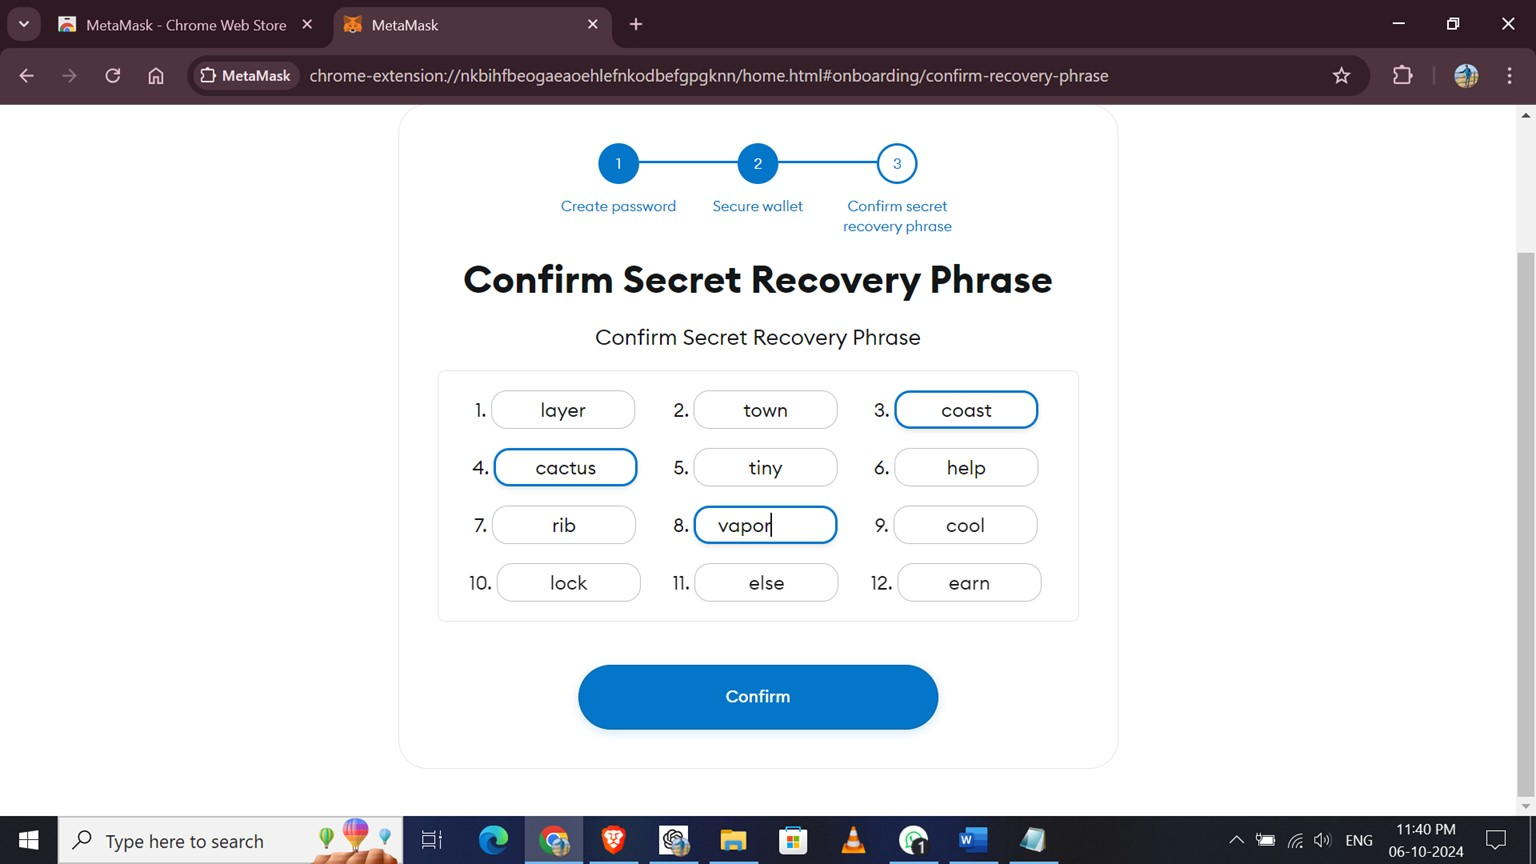 MetaMask - Chrome Web Store
MetaMask
MetaMask
chrome-extension://nkbihfbeogaeaoehlefnkodbefgpgknn/home.html#onboarding/confirm-recovery-phrase
1 2 3
Create password Secure wallet Confirm secret
recovery phrase
Confirm Secret Recovery Phrase
Confirm Secret Recovery Phrase
1. layer 2. town 3. coast
4. cactus 5. tiny 6. help
7. rib 8. vapor 9. cool
10. lock 11. else 12. earn
Confirm
Type here to search
W
1
ENG
11:40 PM
06-10-2024